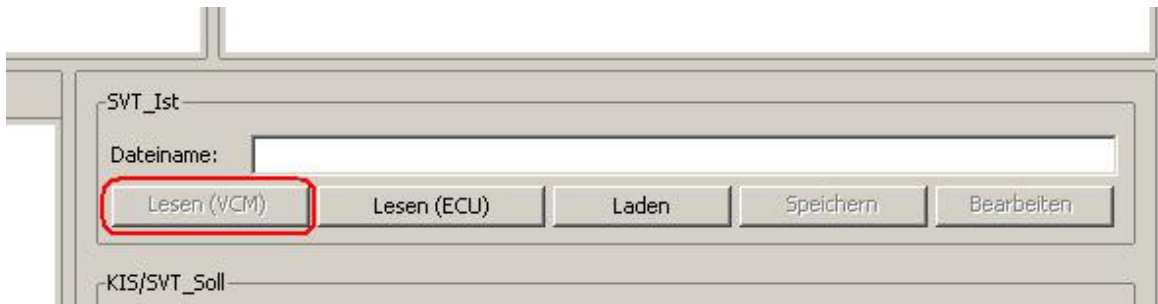 SVT_Ist
Dateiname:
Lesen (VCM) Lesen (ECU) Laden Speichern Bearbeiten
KIS/SVT_Soll